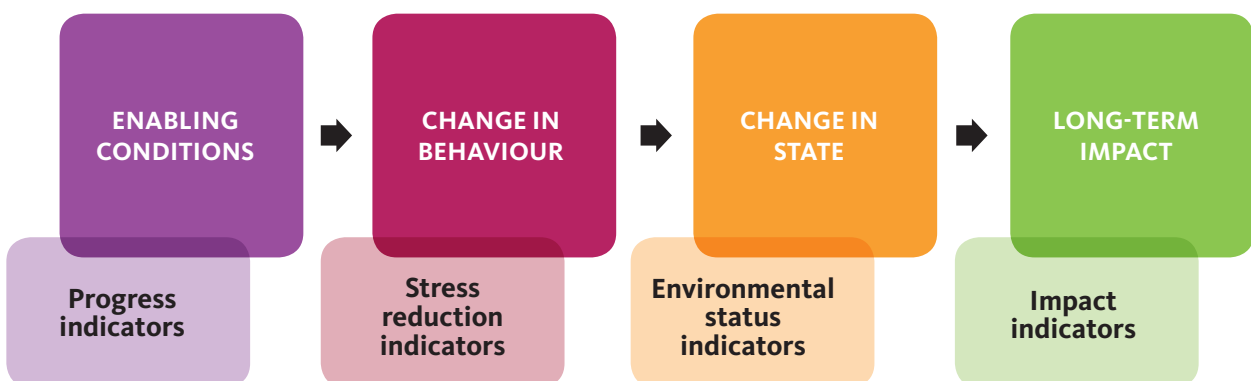 ENABLING
CONDITIONS
CHANGE IN
BEHAVIOUR
CHANGE IN
STATE
LONG-TERM
IMPACT
Progress
indicators
Stress
reduction
indicators
Environmental
status
indicators
Impact
indicators